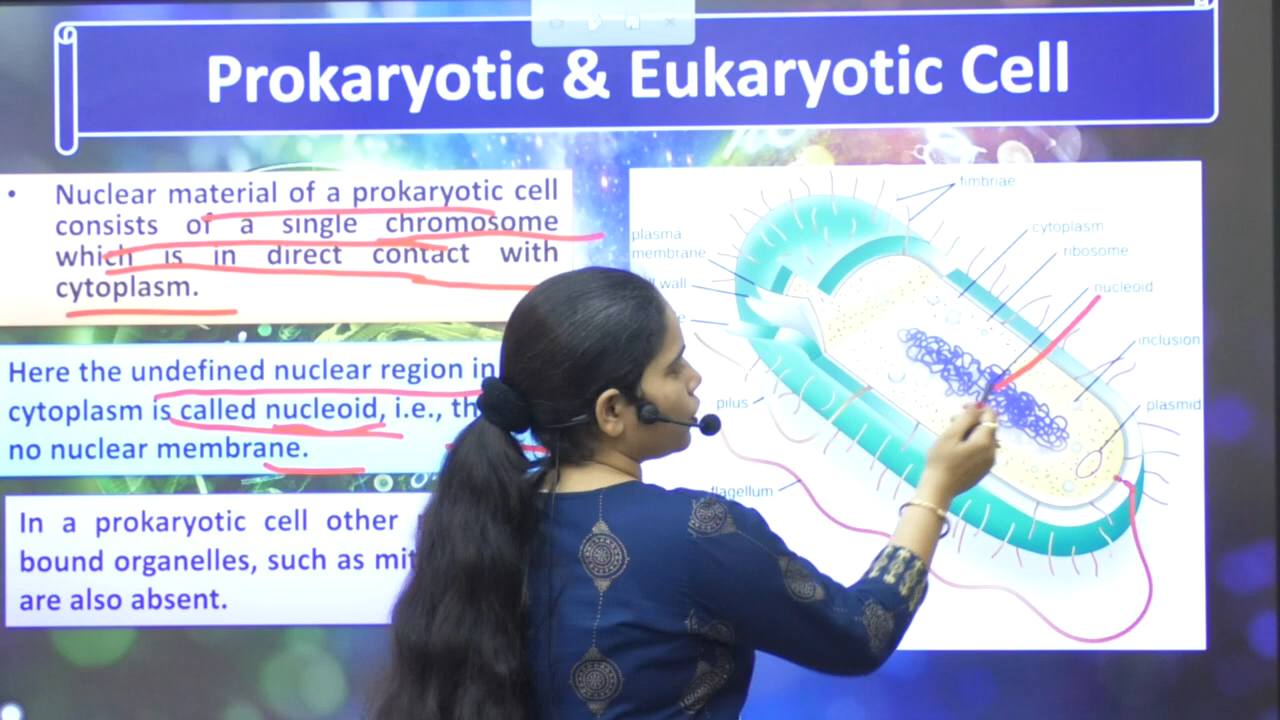 Prokaryotic & Eukaryotic Cell
• Nuclear material of a prokaryotic cell
consists of a single chromosome
which is in direct contact with
cytoplasm.
Here the undefined nuclear region in
cytoplasm is called nucleoid, i.e.,
no nuclear membrane.
In a prokaryotic cell other
bound organelles, such as
are also absent.
fimbriae
cytoplasm
ribosome
nucleoid
inclusion
plasmid
plasma
membrane
wall
pilus
flagellum